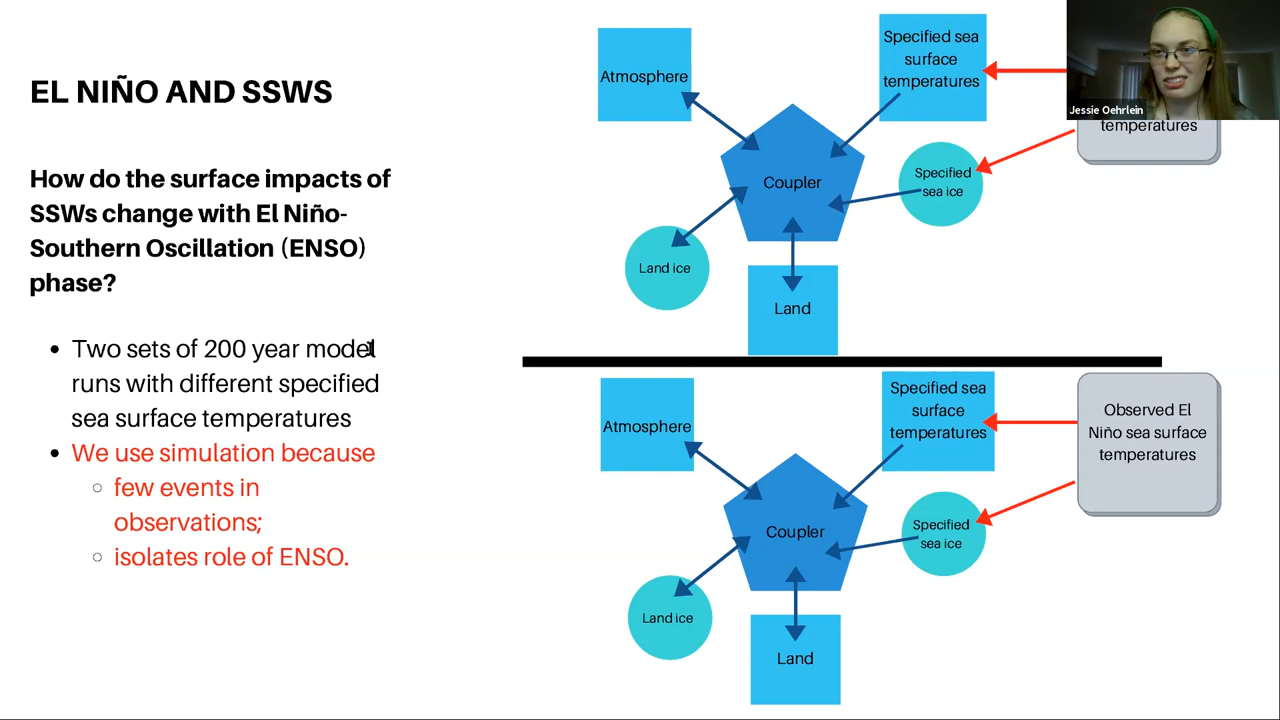 EL NIÑO AND SSWS
How do the surface impacts of
SSWs change with El Niño-
Southern Oscillation (ENSO)
phase?
Two sets of 200 year model
runs with different specified
sea surface temperatures
We use simulation because
few events in
observations;
isolates role of ENSO.
Atmosphere
Specified sea
surface
temperatures
Coupler
Specified
sea ice
Land ice
Land
temperatures
Jessie Oehrlein
Atmosphere
Specified sea
surface
temperatures
Coupler
Specified
sea ice
Land ice
Land
Observed El
Niño sea surface
temperatures